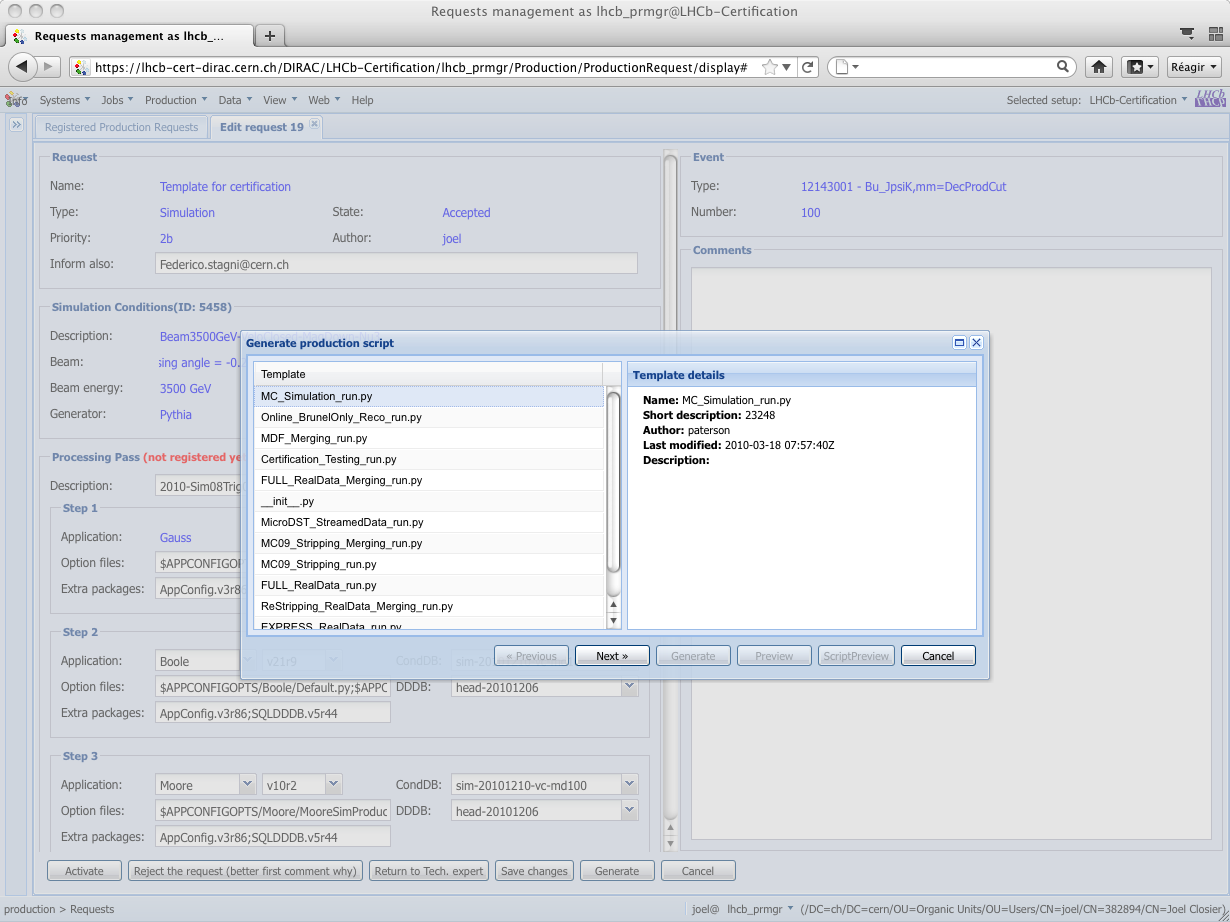 Requests management as lhcb_prmgr@LHCb-Certification
Requests management as lhcb_...
https://lhcb-cert-dirac.cern.ch/DIRAC/LHCb-Certification/lhcb_prmgr/Production/ProductionRequest/display#
Réagir
Systems Jobs Production Data View Web Help
Selected setup: LHCb-Certification
LHCb
Registered Production Requests
Edit request 19
Request
Name: Template for certification
Type: Simulation State: Accepted
Priority: 2b Author: joel
Inform also: Federico.stagni@cern.ch
Event
Type: 12143001 - Bu_JpsiK,mm=DecProdCut
Number: 100
Comments
Simulation Conditions(ID: 5458)
Description: Beam3500GeV-
Beam: sing angle = -0.
Beam energy: 3500 GeV
Generator: Pythia
Processing Pass (not registered ye
Description: 2010-Sim08Trig
Step 1
Application: Gauss
Option files: $APPCONFIGOP
Extra packages: AppConfig.v3r8
Step 2
Application: Boole v21r9 CondDB: sim-20
Option files: $APPCONFIGOPTS/Boole/Default.py;$APPC DDDB: head-20101206
Extra packages: AppConfig.v3r86;SQLDDDB.v5r44
Step 3
Application: Moore v10r2 CondDB: sim-20101210-vc-md100
Option files: $APPCONFIGOPTS/Moore/MooreSimProduc DDDB: head-20101206
Extra packages: AppConfig.v3r86;SQLDDDB.v5r44
Generate production script
Template
MC_Simulation_run.py
Online_BrunelOnly_Reco_run.py
MDF_Merging_run.py
Certification_Testing_run.py
FULL_RealData_Merging_run.py
__init__.py
MicroDST_StreamedData_run.py
MC09_Stripping_Merging_run.py
MC09_Stripping_run.py
FULL_RealData_run.py
ReStripping_RealData_Merging_run.py
EXPRESS_RealData_run.py
Template details
Name: MC_Simulation_run.py
Short description: 23248
Author: paterson
Last modified: 2010-03-18 07:57:40Z
Description:
« Previous Next » Generate Preview ScriptPreview Cancel
Activate Reject the request (better first comment why) Return to Tech. expert Save changes Generate Cancel
production > Requests
joel@ lhcb_prmgr (/DC=ch/DC=cern/OU=Organic Units/OU=Users/CN=joel/CN=382894/CN=Joel Closier)